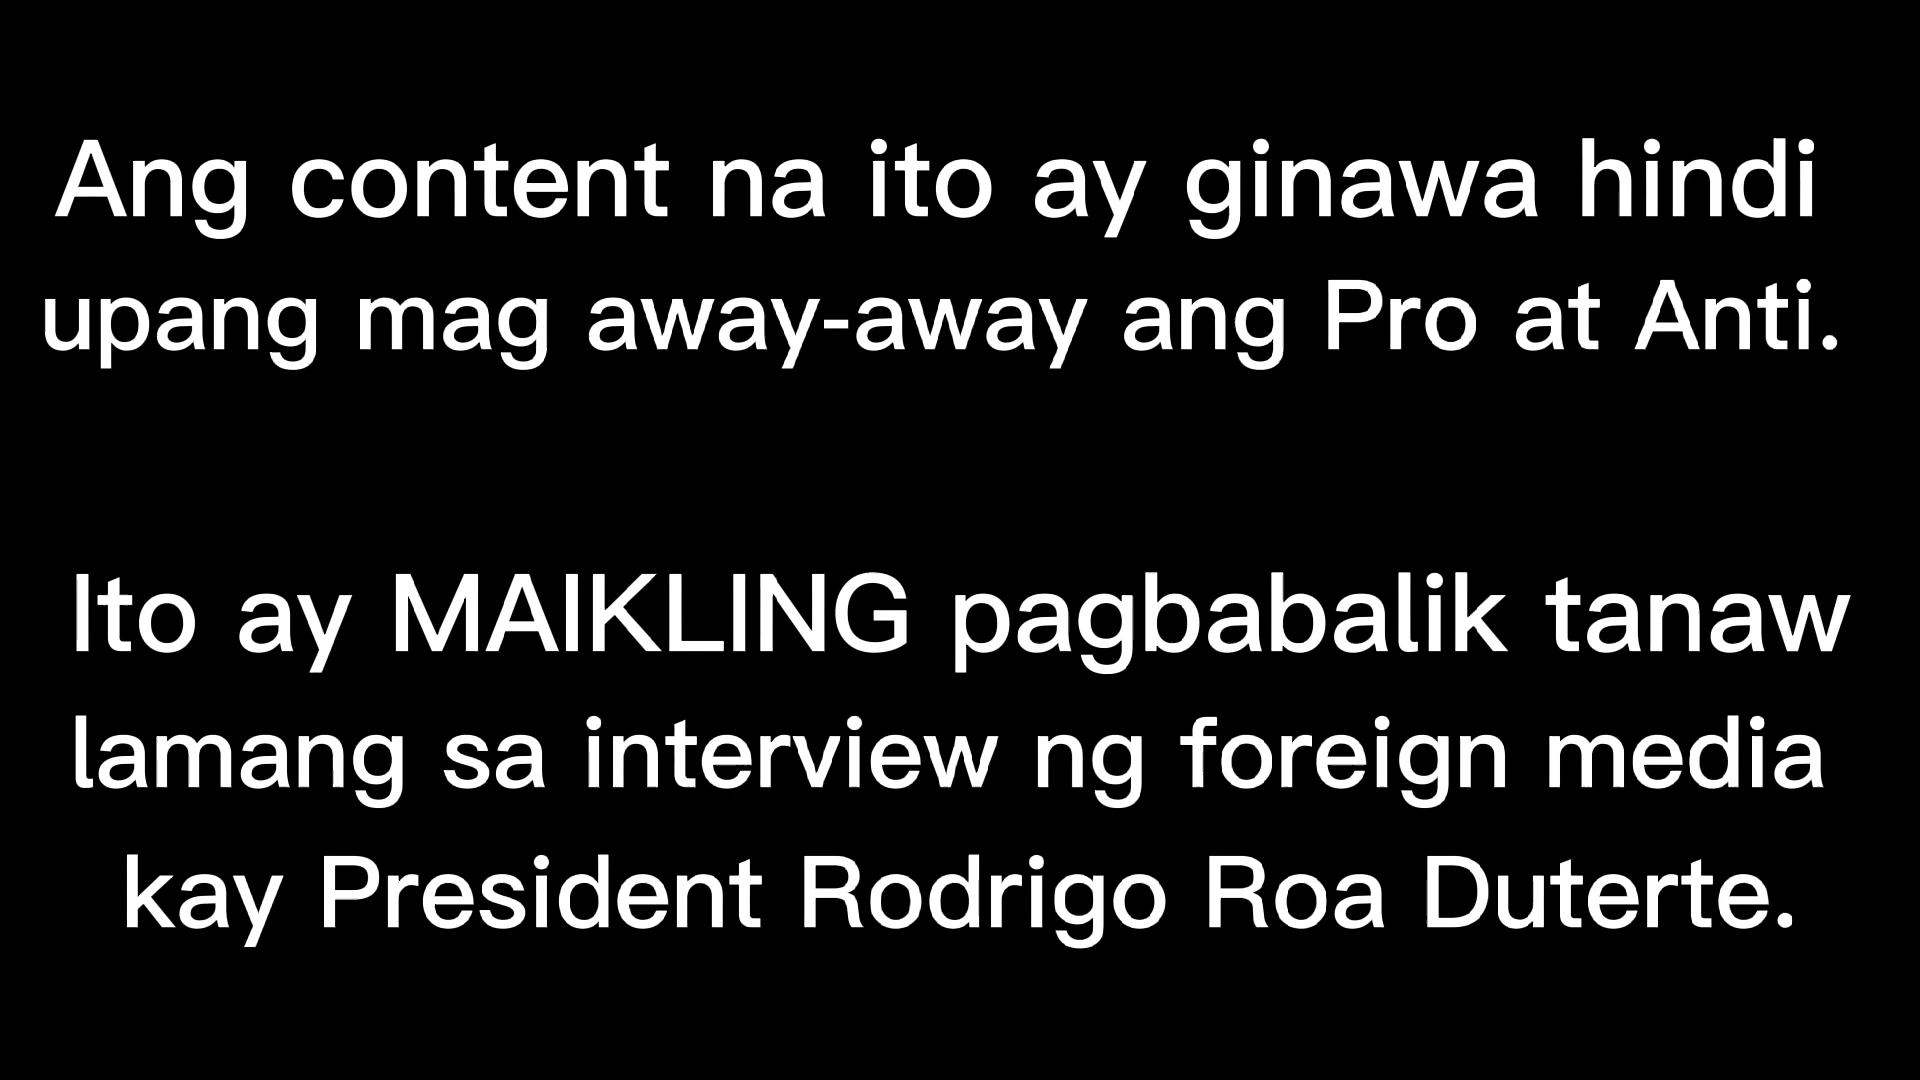 Ang content na ito ay ginawa hindi
upang mag away-away ang Pro at Anti.
Ito ay MAIKLING pagbabalik tanaw
lamang sa interview ng foreign media
kay President Rodrigo Roa Duterte.